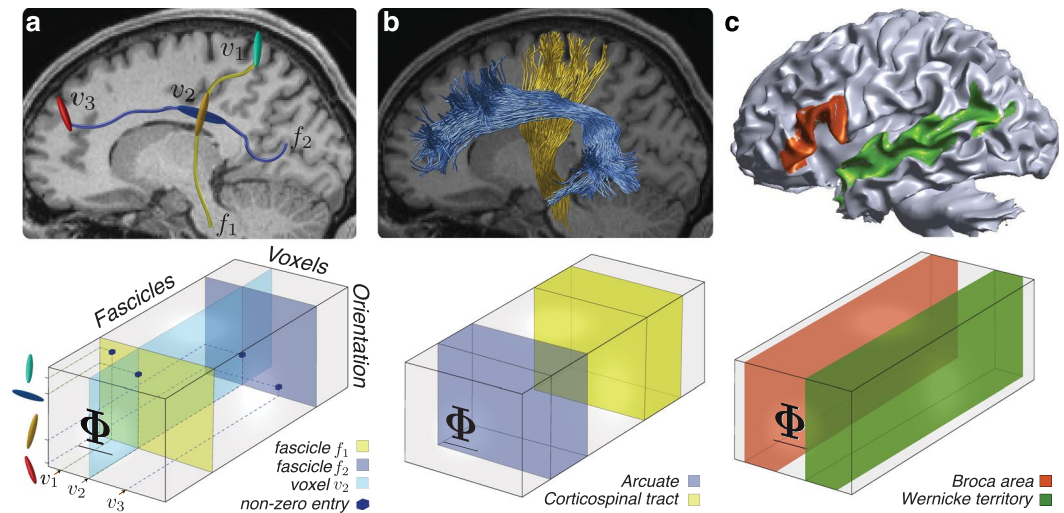 a
b
c
v₁
v₂
v₃
f₂
f₁
Voxels
Fascicles
Orientation
Φ
v₁
v₂
v₃
fascicle f₁
fascicle f₂
voxel v₂
non-zero entry
Φ
Arcuate
Corticospinal tract
Φ
Broca area
Wernicke territory